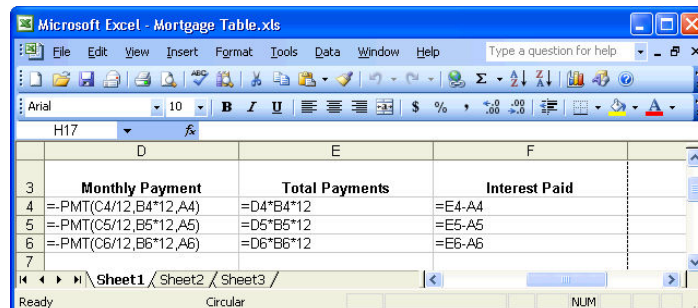 Microsoft Excel - Mortgage Table.xls
File Edit View Insert Format Tools Data Window Help Type a question for help
Arial 10 B I U $ % ,
H17 fx
D E F
3 Monthly Payment Total Payments Interest Paid
4 =-PMT(C4/12,B4*12,A4) =D4*B4*12 =E4-A4
5 =-PMT(C5/12,B5*12,A5) =D5*B5*12 =E5-A5
6 =-PMT(C6/12,B6*12,A6) =D6*B6*12 =E6-A6
7
Sheet1 / Sheet2 / Sheet3 /
Ready Circular NUM